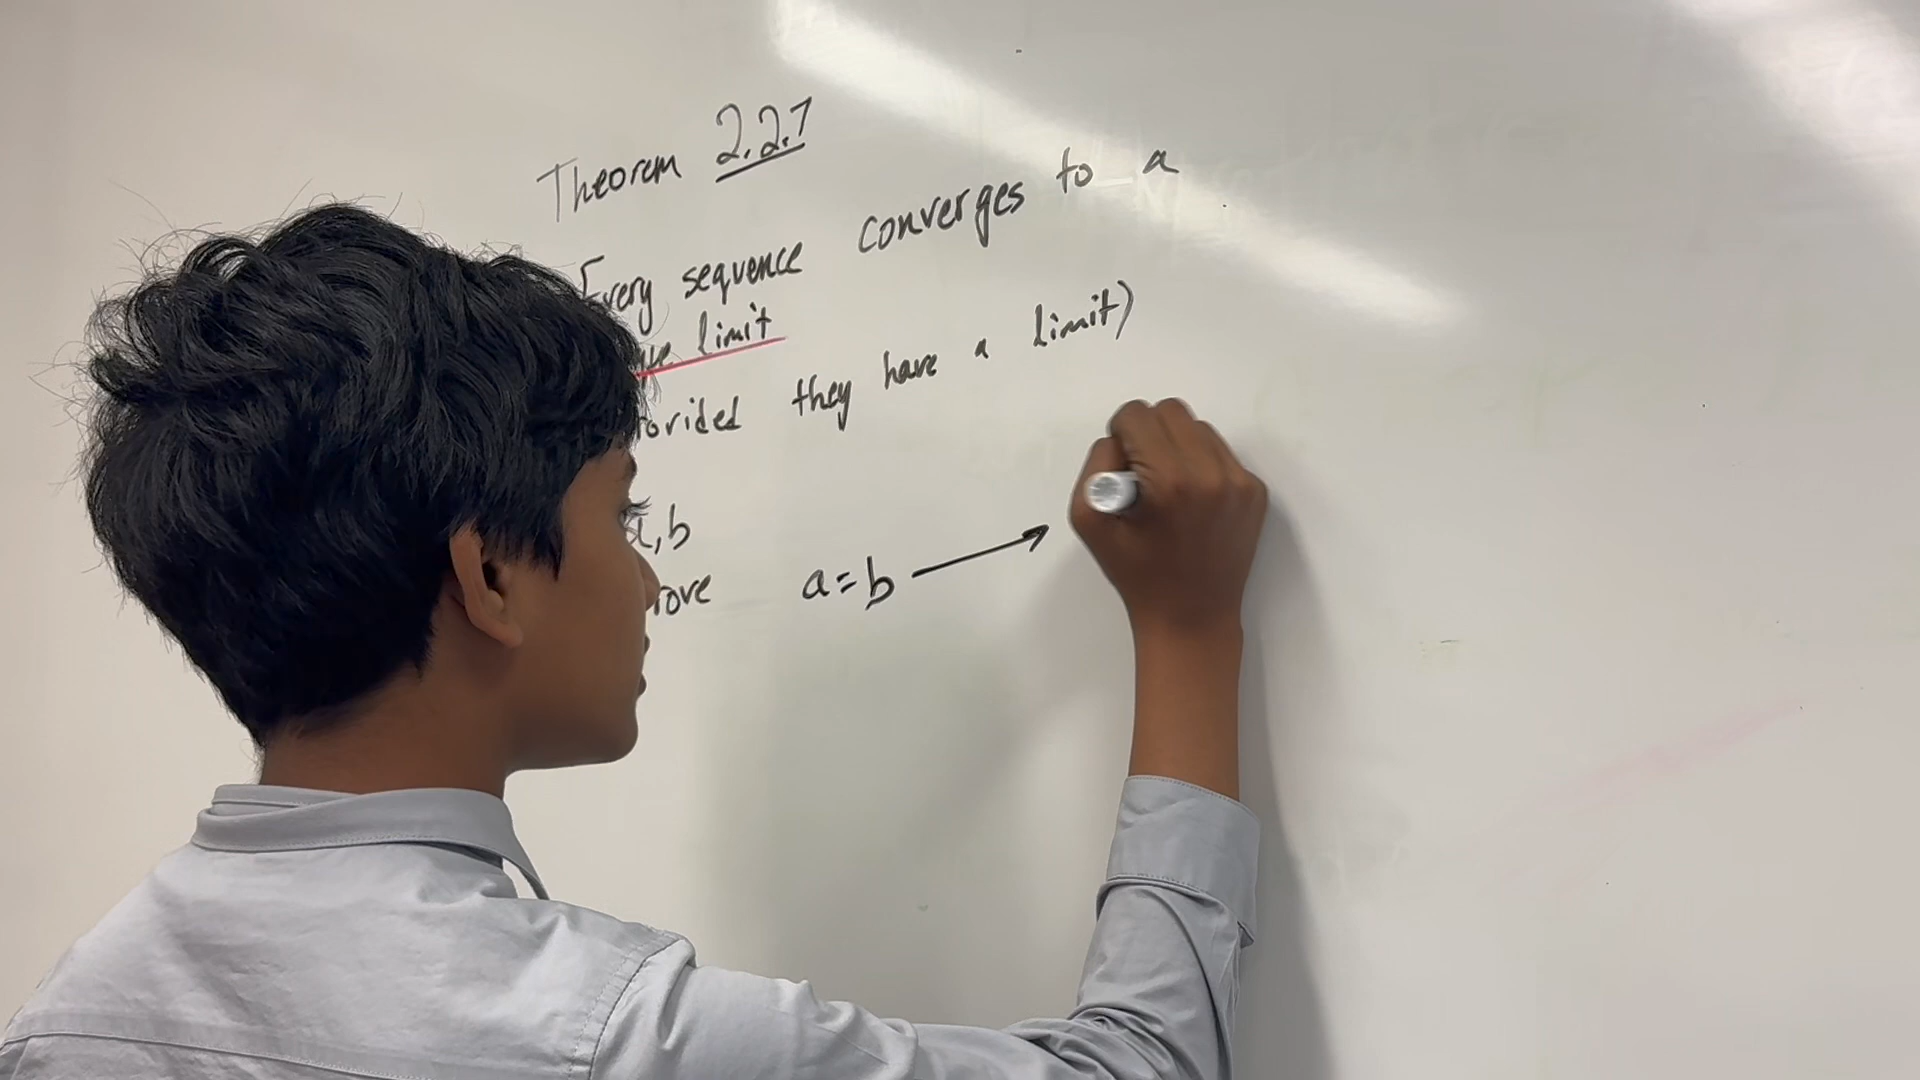 Theorem 2.2.7
Every sequence converges to a
limit
they have a limit)
a,b
a=b